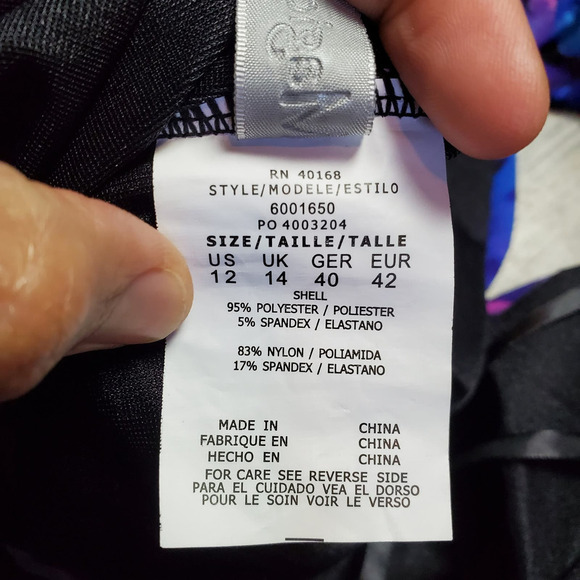 Magic
RN 40168
STYLE/MODELE/ESTILO
6001650
PO 4003204
SIZE/TAILLE/TALLE
US UK GER EUR
12 14 40 42
SHELL
95% POLYESTER / POLIESTER
5% SPANDEX / ELASTANO
83% NYLON / POLIAMIDA
17% SPANDEX / ELASTANO
MADE IN CHINA
FABRIQUE EN CHINA
HECHO EN CHINA
FOR CARE SEE REVERSE SIDE
PARA EL CUIDADO VEA EL DORSO
POUR LE SOIN VOIR LE VERSO